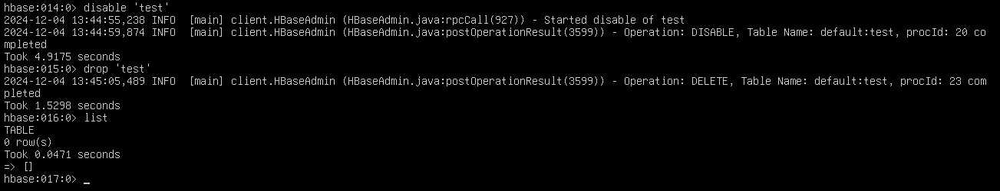 hbase:014:0> disable 'test'
2024-12-04 13:44:55,238 INFO  [main] client.HBaseAdmin (HBaseAdmin.java:rpcCall(927)) - Started disable of test
2024-12-04 13:44:59,874 INFO  [main] client.HBaseAdmin (HBaseAdmin.java:postOperationResult(3599)) - Operation: DISABLE, Table Name: default:test, procId: 20 co
mpleted
Took 4.9175 seconds
hbase:015:0> drop 'test'
2024-12-04 13:45:05,489 INFO  [main] client.HBaseAdmin (HBaseAdmin.java:postOperationResult(3599)) - Operation: DELETE, Table Name: default:test, procId: 23 com
pleted
Took 1.5298 seconds
hbase:016:0> list
TABLE
0 row(s)
Took 0.0471 seconds
=> []
hbase:017:0> _